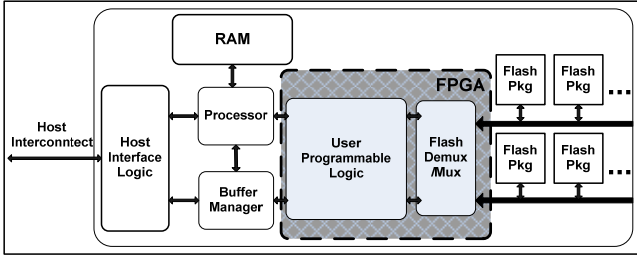 RAM
FPGA
Flash
Pkg
Flash
Pkg
Host
Interconntect
Host
Interface
Logic
Processor
Buffer
Manager
User
Programmable
Logic
Flash
Demux
/Mux
Flash
Pkg
Flash
Pkg